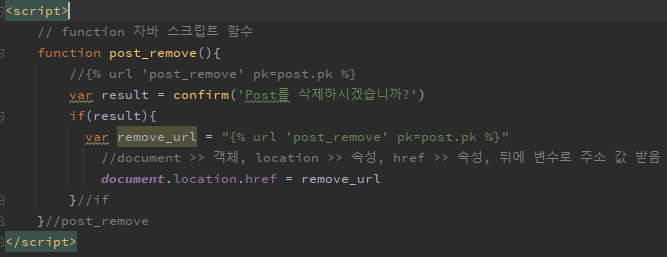 <script>
// function 자바 스크립트 함수
function post_remove(){
//{% url 'post_remove' pk=post.pk %}
var result = confirm('Post를 삭제하시겠습니까?')
if(result){
var remove_url = "{% url 'post_remove' pk=post.pk %}"
//document >> 객체, location >> 속성, href >> 속성, 뒤에 변수로 주소 값 받음
document.location.href = remove_url
}//if
}//post_remove
</script>